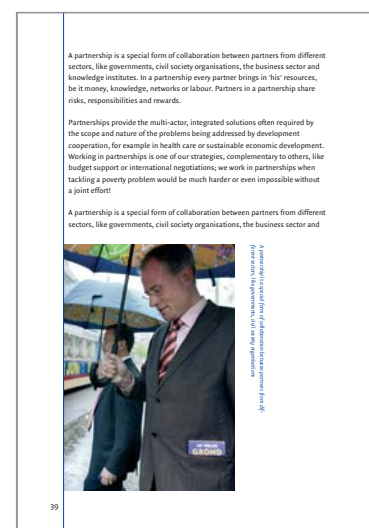 A partnership is a special form of collaboration between partners from different
sectors, like governments, civil society organisations, the business sector and
knowledge institutes. In a partnership every partner brings in 'his' resources,
be it money, knowledge, networks or labour. Partners in a partnership share
risks, responsibilities and rewards.
Partnerships provide the multi-actor, integrated solutions often required by
the scope and nature of the problems being addressed by development
cooperation, for example in health care or sustainable economic development.
Working in partnerships is one of our strategies, complementary to others, like
budget support or international negotiations; we work in partnerships when
tackling a poverty problem would be much harder or even impossible without
a joint effort!
A partnership is a special form of collaboration between partners from different
sectors, like governments, civil society organisations, the business sector and
A partnership is a special form of collaboration between partners from dif-
ferent sectors, like governments, civil society organisations
GROND
39